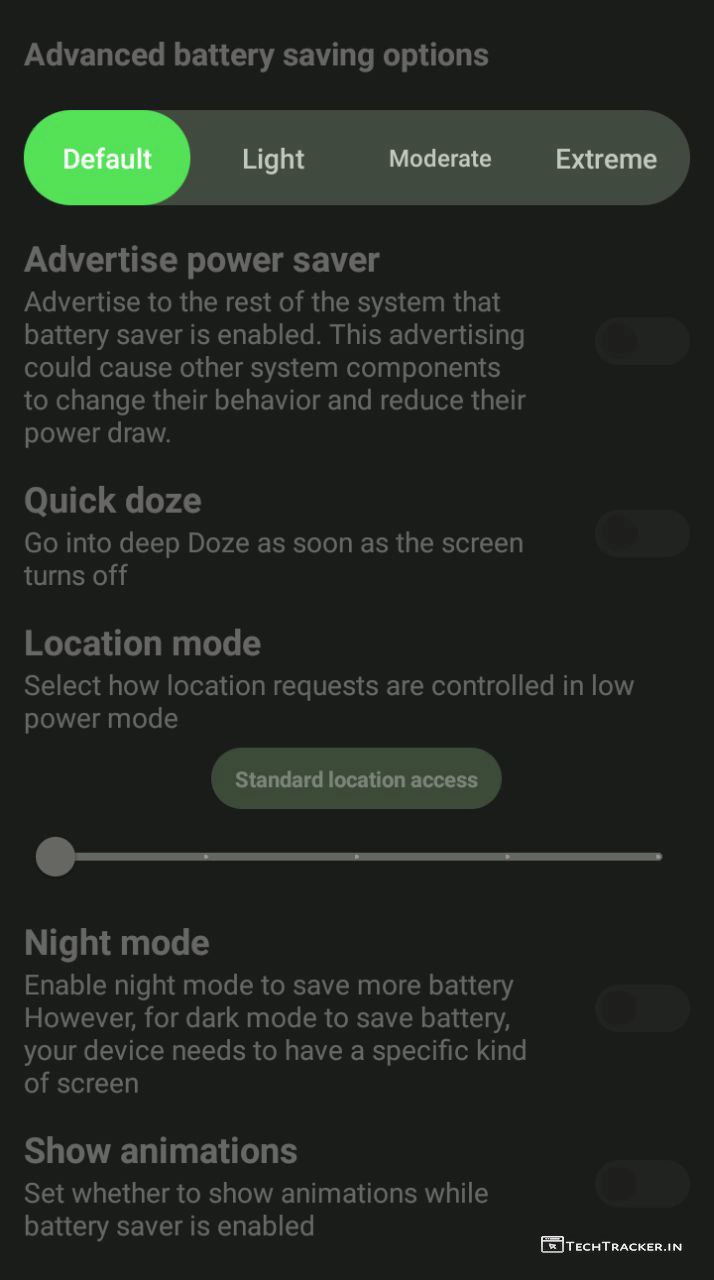 Advanced battery saving options
Default Light Moderate Extreme
Advertise power saver
Advertise to the rest of the system that
battery saver is enabled. This advertising
could cause other system components
to change their behavior and reduce their
power draw.
Quick doze
Go into deep Doze as soon as the screen
turns off
Location mode
Select how location requests are controlled in low
power mode
Standard location access
Night mode
Enable night mode to save more battery
However, for dark mode to save battery,
your device needs to have a specific kind
of screen
Show animations
Set whether to show animations while
battery saver is enabled
TECHTRACKER.IN